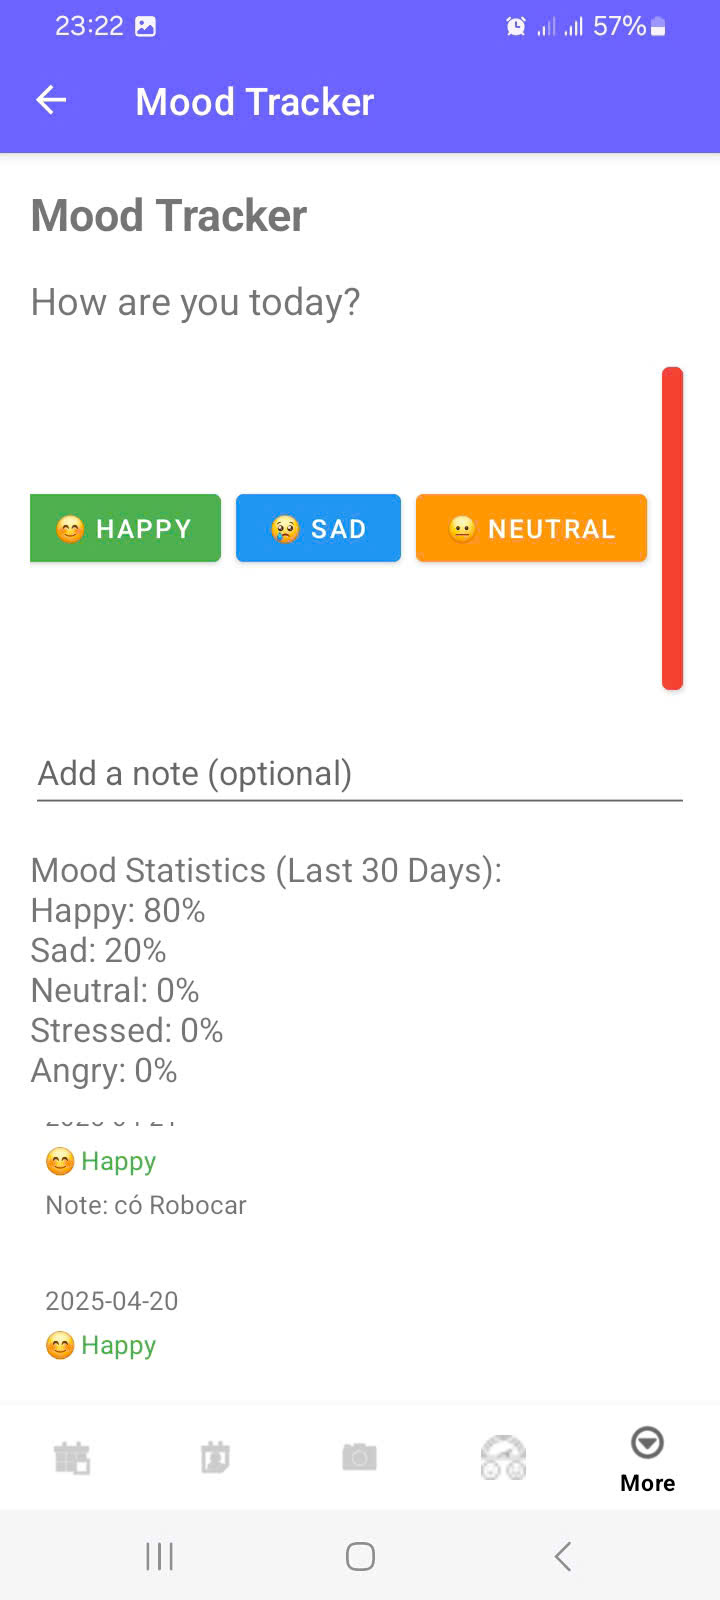 23:22
57%
Mood Tracker
Mood Tracker
How are you today?
😊 HAPPY
😢 SAD
😐 NEUTRAL
Add a note (optional)
Mood Statistics (Last 30 Days):
Happy: 80%
Sad: 20%
Neutral: 0%
Stressed: 0%
Angry: 0%
😊 Happy
Note: có Robocar
2025-04-20
😊 Happy
More